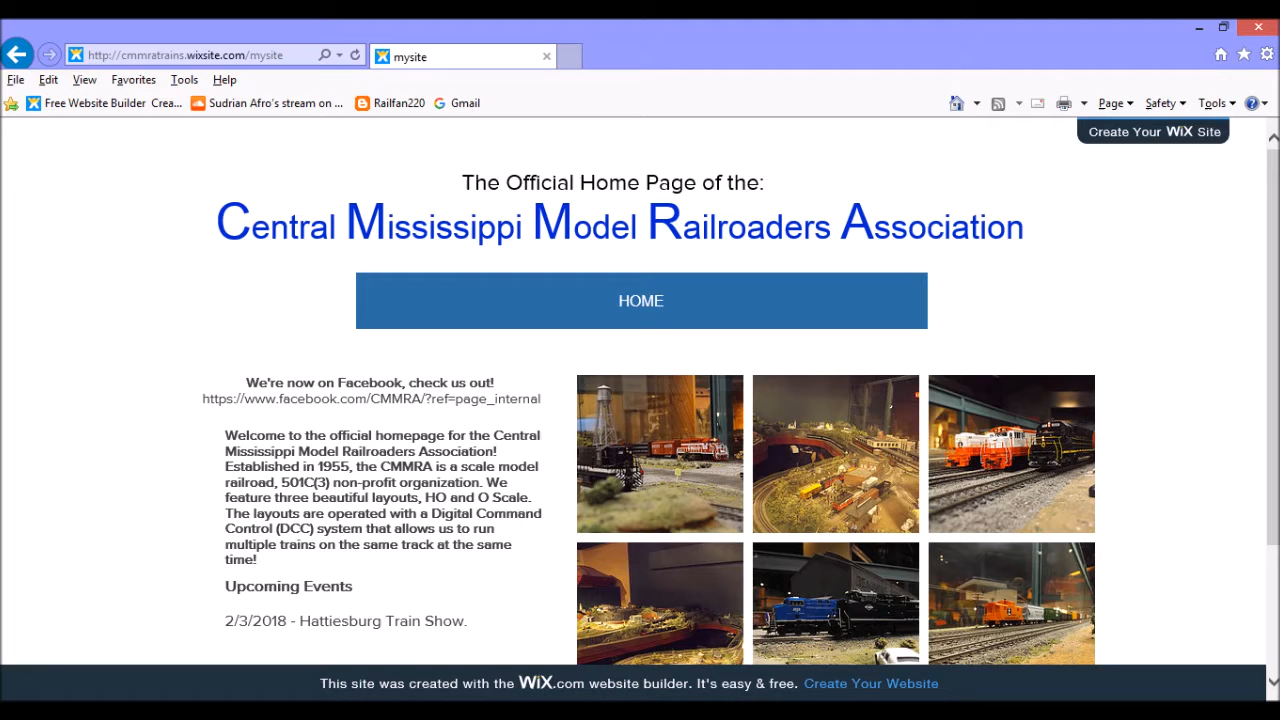 http://cmmratrains.wixsite.com/mysite
mysite
File Edit View Favorites Tools Help
Free Website Builder Crea... Sudrian Afro's stream on ... Railfan220 Gmail Page Safety Tools
Create Your WiX Site
The Official Home Page of the:
Central Mississippi Model Railroaders Association
HOME
We're now on Facebook, check us out!
https://www.facebook.com/CMMRA/?ref=page_internal
Welcome to the official homepage for the Central
Mississippi Model Railroaders Association!
Established in 1955, the CMMRA is a scale model
railroad, 501C(3) non-profit organization. We
feature three beautiful layouts, HO and O Scale.
The layouts are operated with a Digital Command
Control (DCC) system that allows us to run
multiple trains on the same track at the same
time!
Upcoming Events
2/3/2018 - Hattiesburg Train Show.
This site was created with the WiX.com website builder. It's easy & free. Create Your Website